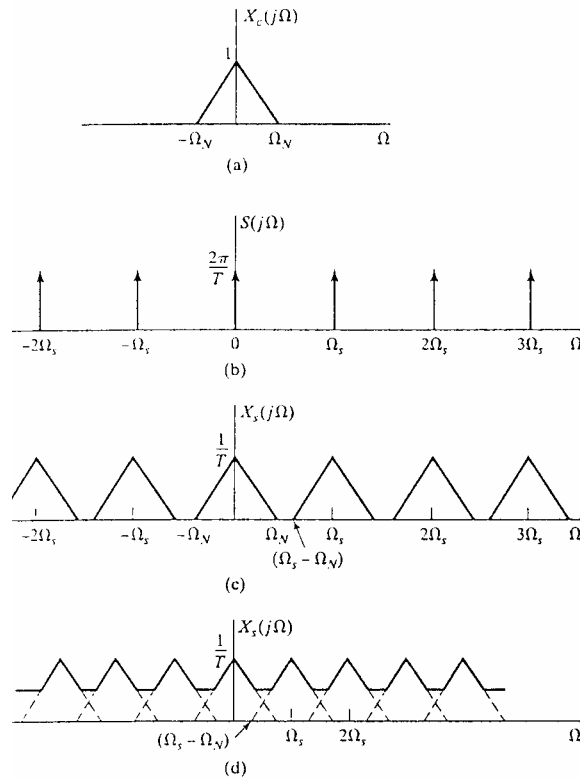 X_c(jΩ)
1
-Ω_N Ω_N Ω
(a)
S(jΩ)
2π/T
-2Ω_s -Ω_s 0 Ω_s 2Ω_s 3Ω_s Ω
(b)
X_s(jΩ)
1/T
-2Ω_s -Ω_s -Ω_N Ω_N Ω_s 2Ω_s 3Ω_s Ω
(Ω_s - Ω_N)
(c)
X_s(jΩ)
1/T
(Ω_s - Ω_N) Ω_s 2Ω_s Ω
(d)